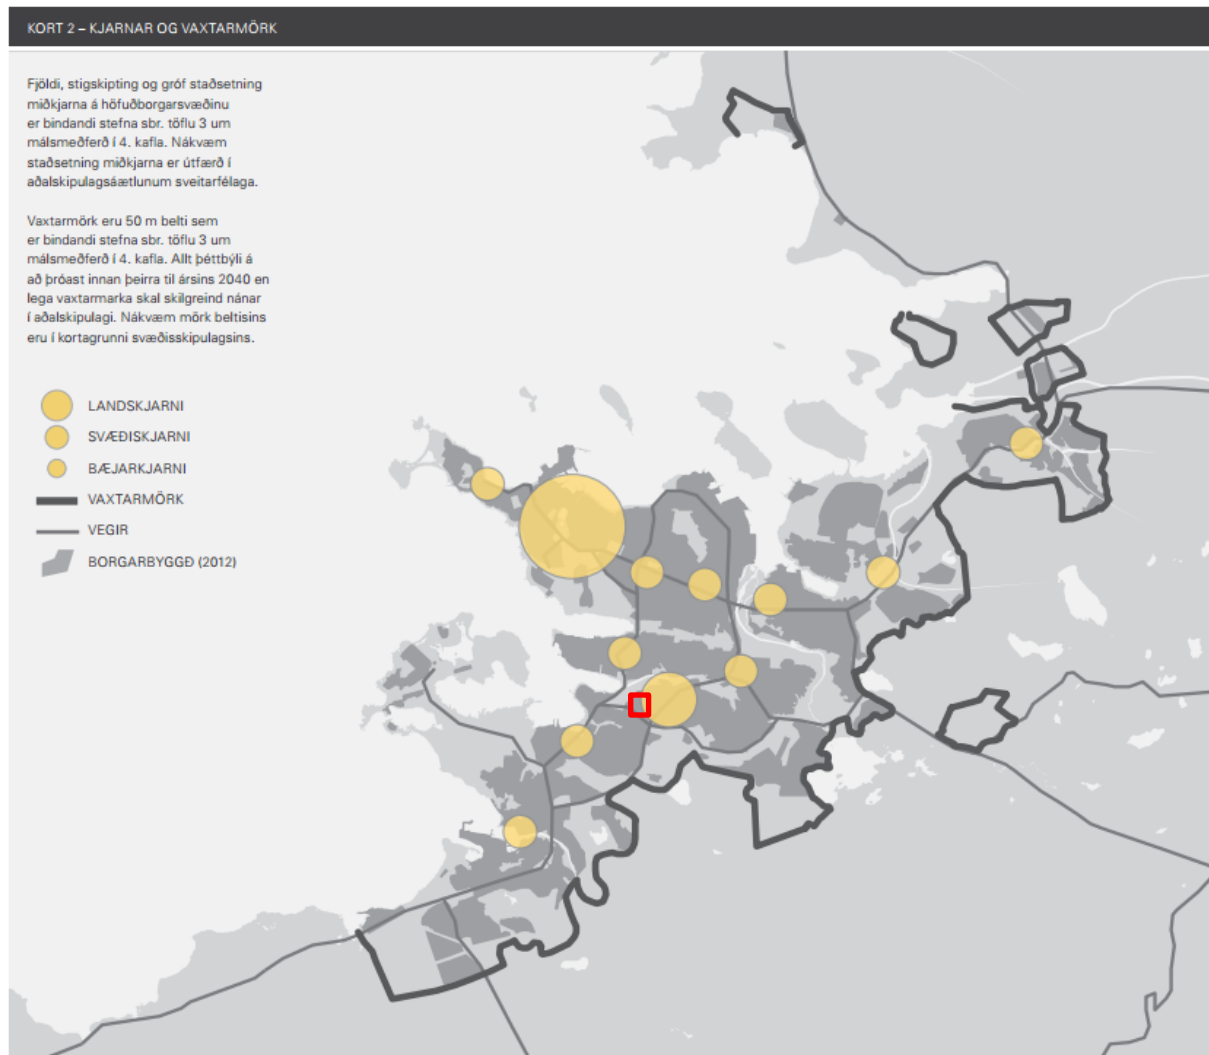 KORT 2 – KJARNAR OG VAXTARMÖRK
Fjöldi, stigskipting og gróf staðsetning
miðkjarna á höfuðborgarsvæðinu
er bindandi stefna sbr. töflu 3 um
málsmeðferð í 4. kafla. Nákvæm
staðsetning miðkjarna er útfærð í
aðalskipulagsáætlunum sveitarfélaga.
Vaxtarmörk eru 50 m belti sem
er bindandi stefna sbr. töflu 3 um
málsmeðferð í 4. kafla. Allt þéttbýli á
að þróast innan þeirra til ársins 2040 en
lega vaxtarmarka skal skilgreind nánar
í aðalskipulagi. Nákvæm mörk beltisins
eru í kortagrunni svæðisskipulagsins.
LANDSKJARNI
SVÆÐISKJARNI
BÆJARKJARNI
VAXTARMÖRK
VEGIR
BORGARBYGGÐ (2012)